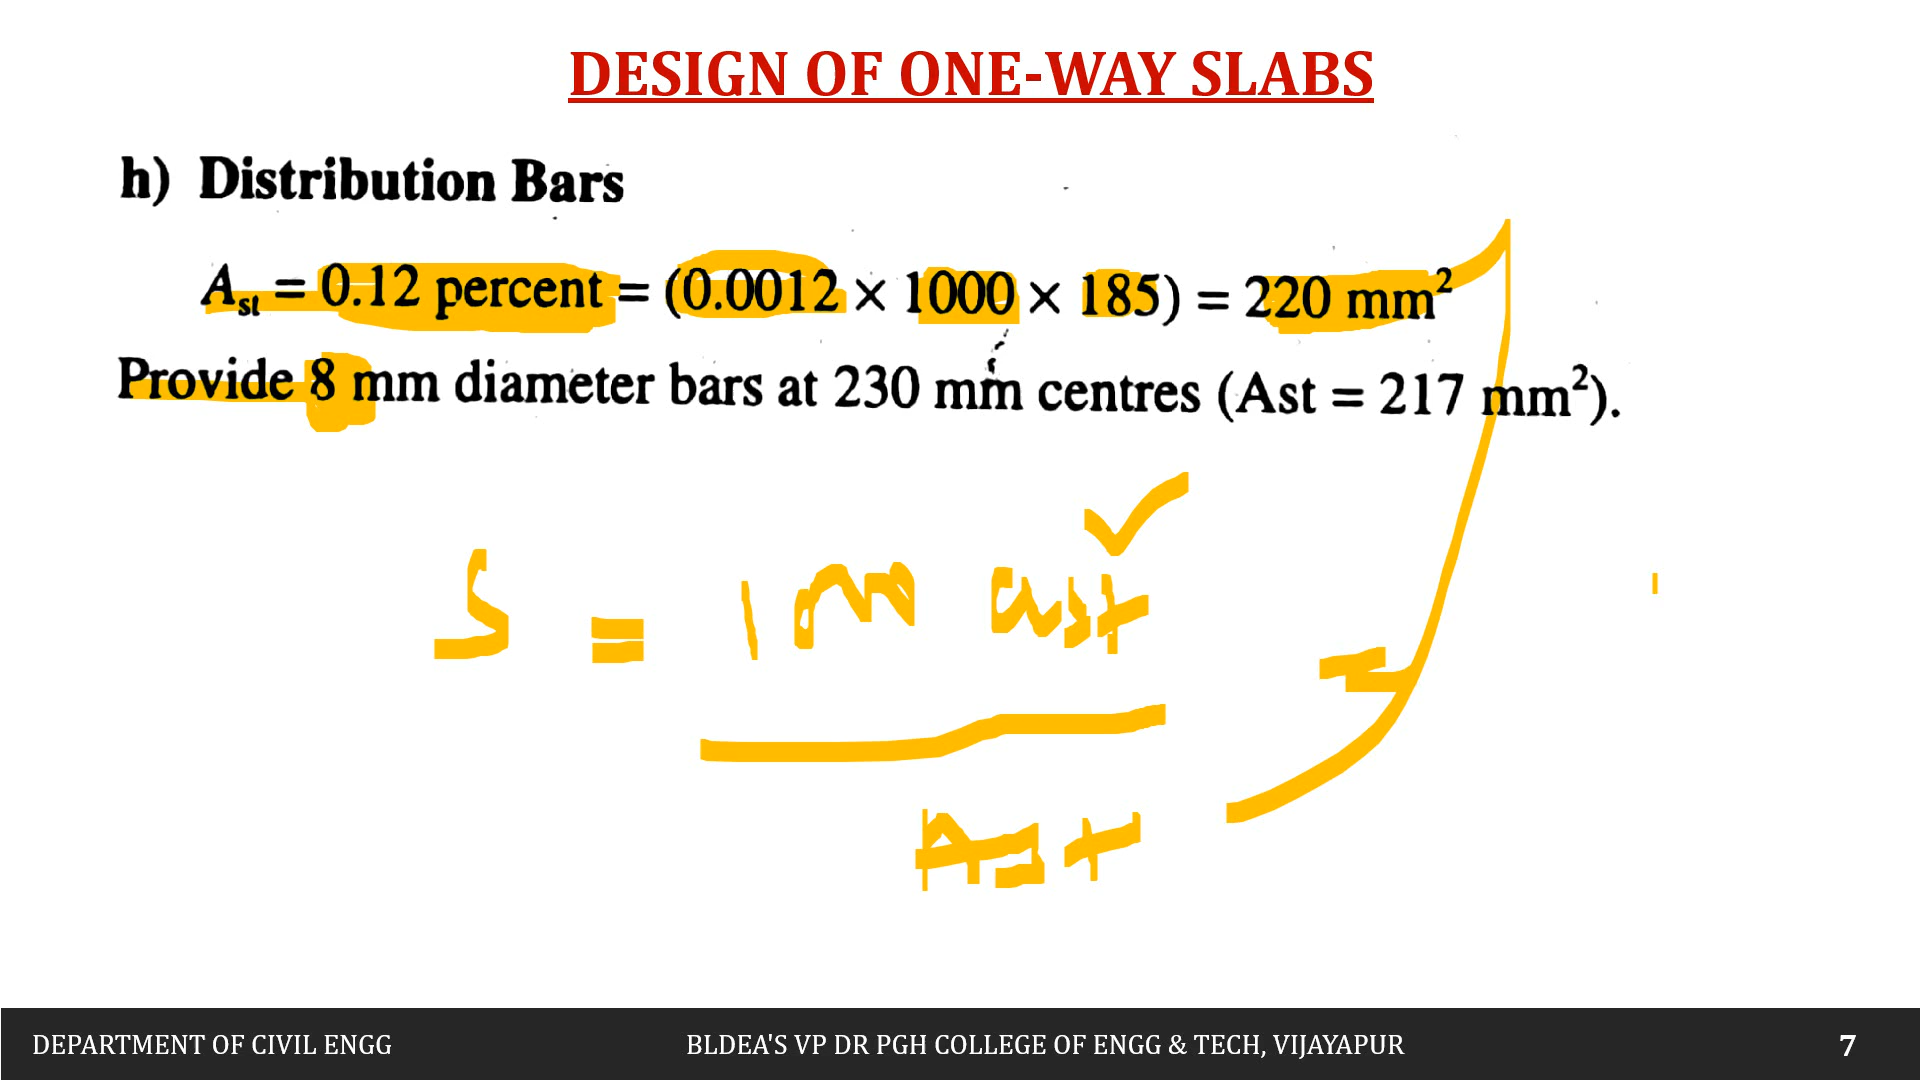 DESIGN OF ONE-WAY SLABS
h) Distribution Bars
Ast = 0.12 percent = (0.0012 × 1000 × 185) = 220 mm²
Provide 8 mm diameter bars at 230 mm centres (Ast = 217 mm²).
S = 1000 ast
Ast
=
DEPARTMENT OF CIVIL ENGG BLDEA'S VP DR PGH COLLEGE OF ENGG & TECH, VIJAYAPUR 7